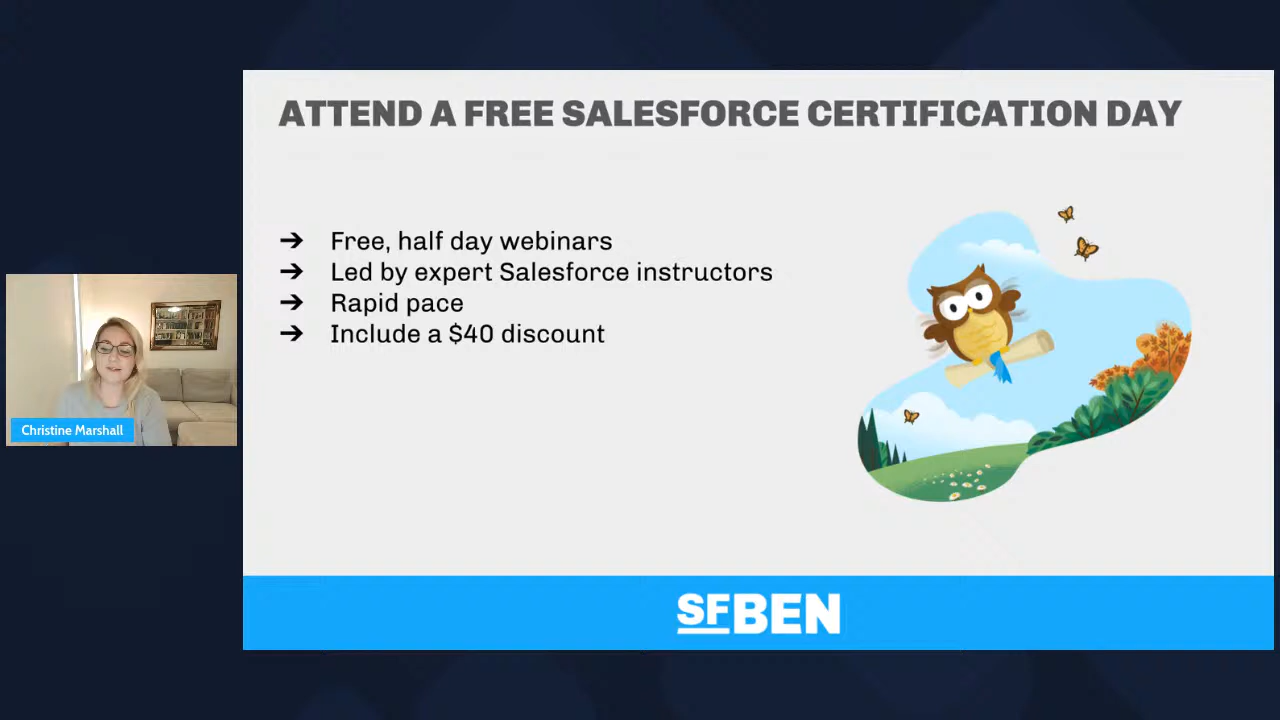 ATTEND A FREE SALESFORCE CERTIFICATION DAY
➔ Free, half day webinars
➔ Led by expert Salesforce instructors
➔ Rapid pace
➔ Include a $40 discount
Christine Marshall
SFBEN